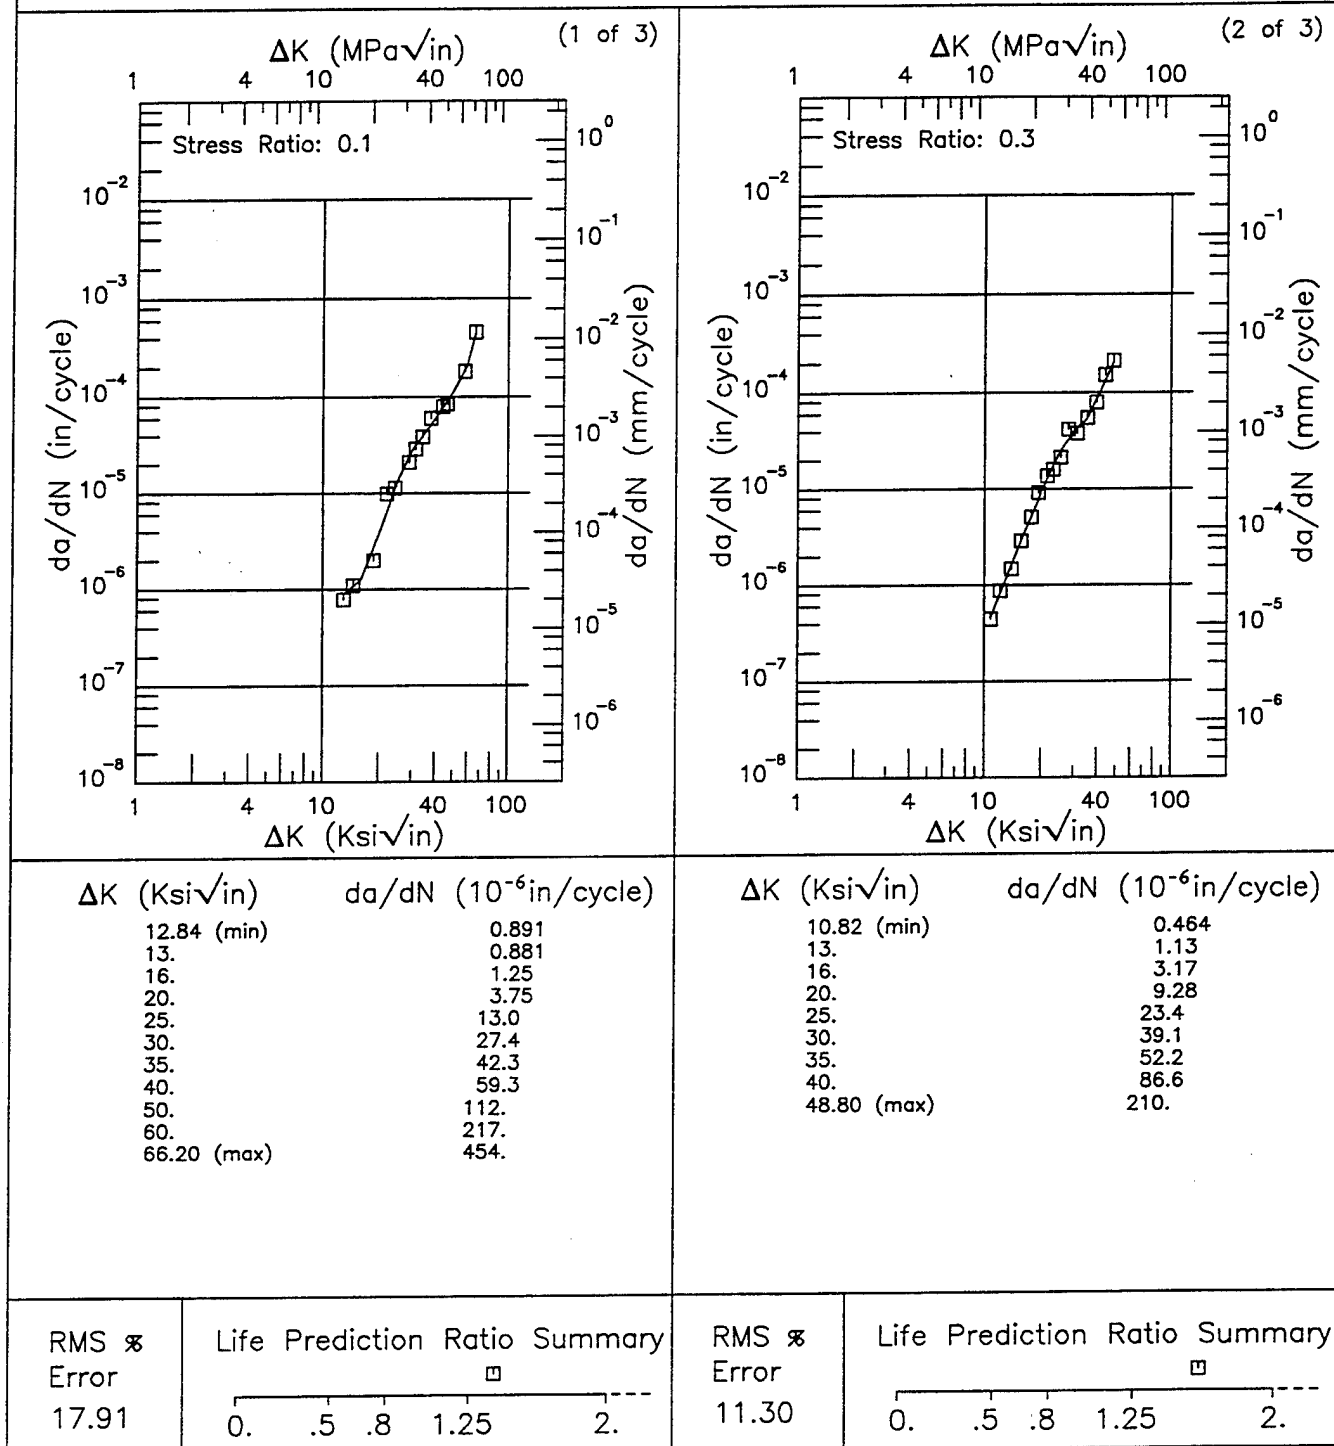 (1 of 3)
ΔK (MPa√in)
1 4 10 40 100
Stress Ratio: 0.1
10⁰
10⁻²
10⁻¹
10⁻³
10⁻²
10⁻⁴
10⁻³
10⁻⁵
10⁻⁴
10⁻⁶
10⁻⁵
10⁻⁷
10⁻⁶
10⁻⁸
da/dN (in/cycle)
da/dN (mm/cycle)
1 4 10 40 100
ΔK (Ksi√in)
ΔK (Ksi√in) da/dN (10⁻⁶in/cycle)
12.84 (min) 0.891
13. 0.881
16. 1.25
20. 3.75
25. 13.0
30. 27.4
35. 42.3
40. 59.3
50. 112.
60. 217.
66.20 (max) 454.
RMS %
Error
17.91
Life Prediction Ratio Summary
0. .5 .8 1.25 2.
(2 of 3)
ΔK (MPa√in)
1 4 10 40 100
Stress Ratio: 0.3
10⁰
10⁻²
10⁻¹
10⁻³
10⁻²
10⁻⁴
10⁻³
10⁻⁵
10⁻⁴
10⁻⁶
10⁻⁵
10⁻⁷
10⁻⁶
10⁻⁸
da/dN (in/cycle)
da/dN (mm/cycle)
1 4 10 40 100
ΔK (Ksi√in)
ΔK (Ksi√in) da/dN (10⁻⁶in/cycle)
10.82 (min) 0.464
13. 1.13
16. 3.17
20. 9.28
25. 23.4
30. 39.1
35. 52.2
40. 86.6
48.80 (max) 210.
RMS %
Error
11.30
Life Prediction Ratio Summary
0. .5 .8 1.25 2.